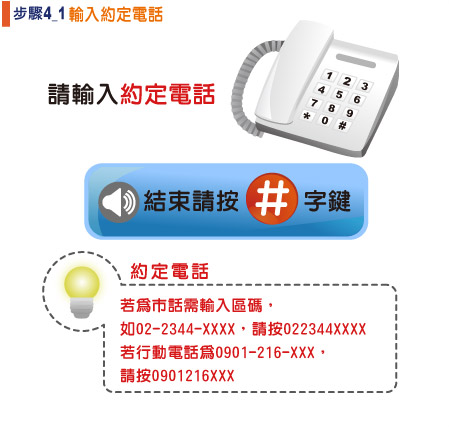 步驟4_1輸入約定電話
1 2 3
4 5 6
7 8 9
* 0 #
請輸入約定電話
結束請按 # 字鍵
約定電話
若為市話需輸入區碼，
如02-2344-XXXX，請按022344XXXX
若行動電話為0901-216-XXX，
請按0901216XXX